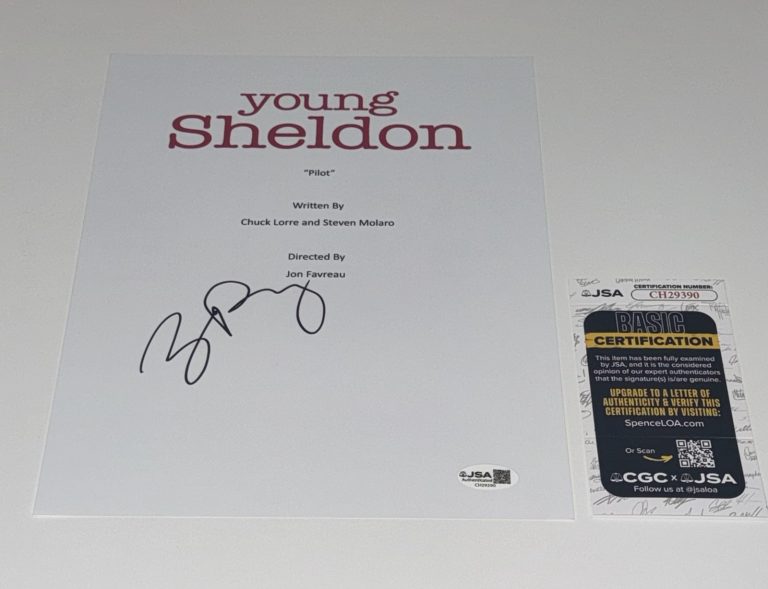 young
Sheldon
"Pilot"
Written By
Chuck Lorre and Steven Molaro
Directed By
Jon Favreau
JSA
Authenticated
CH29390
JSA
CERTIFICATION NUMBER:
CH29390
BASIC
CERTIFICATION
This item has been fully examined
by JSA, and it is the considered
opinion of our expert authenticators
that the signature(s) is/are genuine.
UPGRADE TO A LETTER OF
AUTHENTICITY & VERIFY THIS
CERTIFICATION BY VISITING:
SpenceLOA.com
Or Scan
CGC x JSA
Follow us at @jsaloa